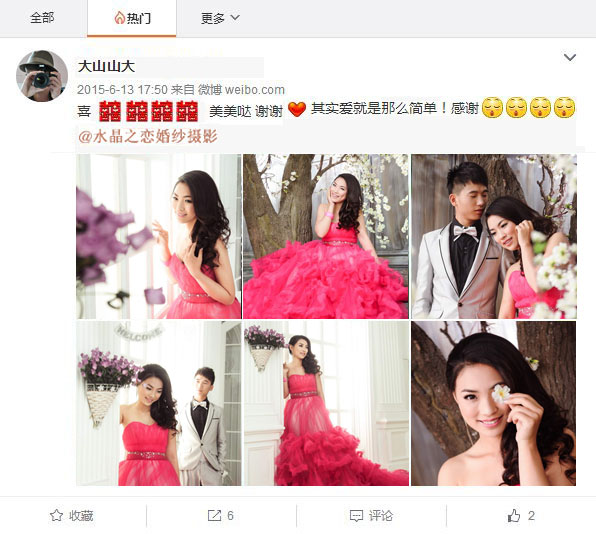 全部 热门 更多
大山山大
2015-6-13 17:50 来自 微博 weibo.com
喜 囍 囍 囍 囍 美美哒 谢谢 其实爱就是那么简单！感谢
@水晶之恋婚纱摄影
WELCOME
收藏 6 评论 2